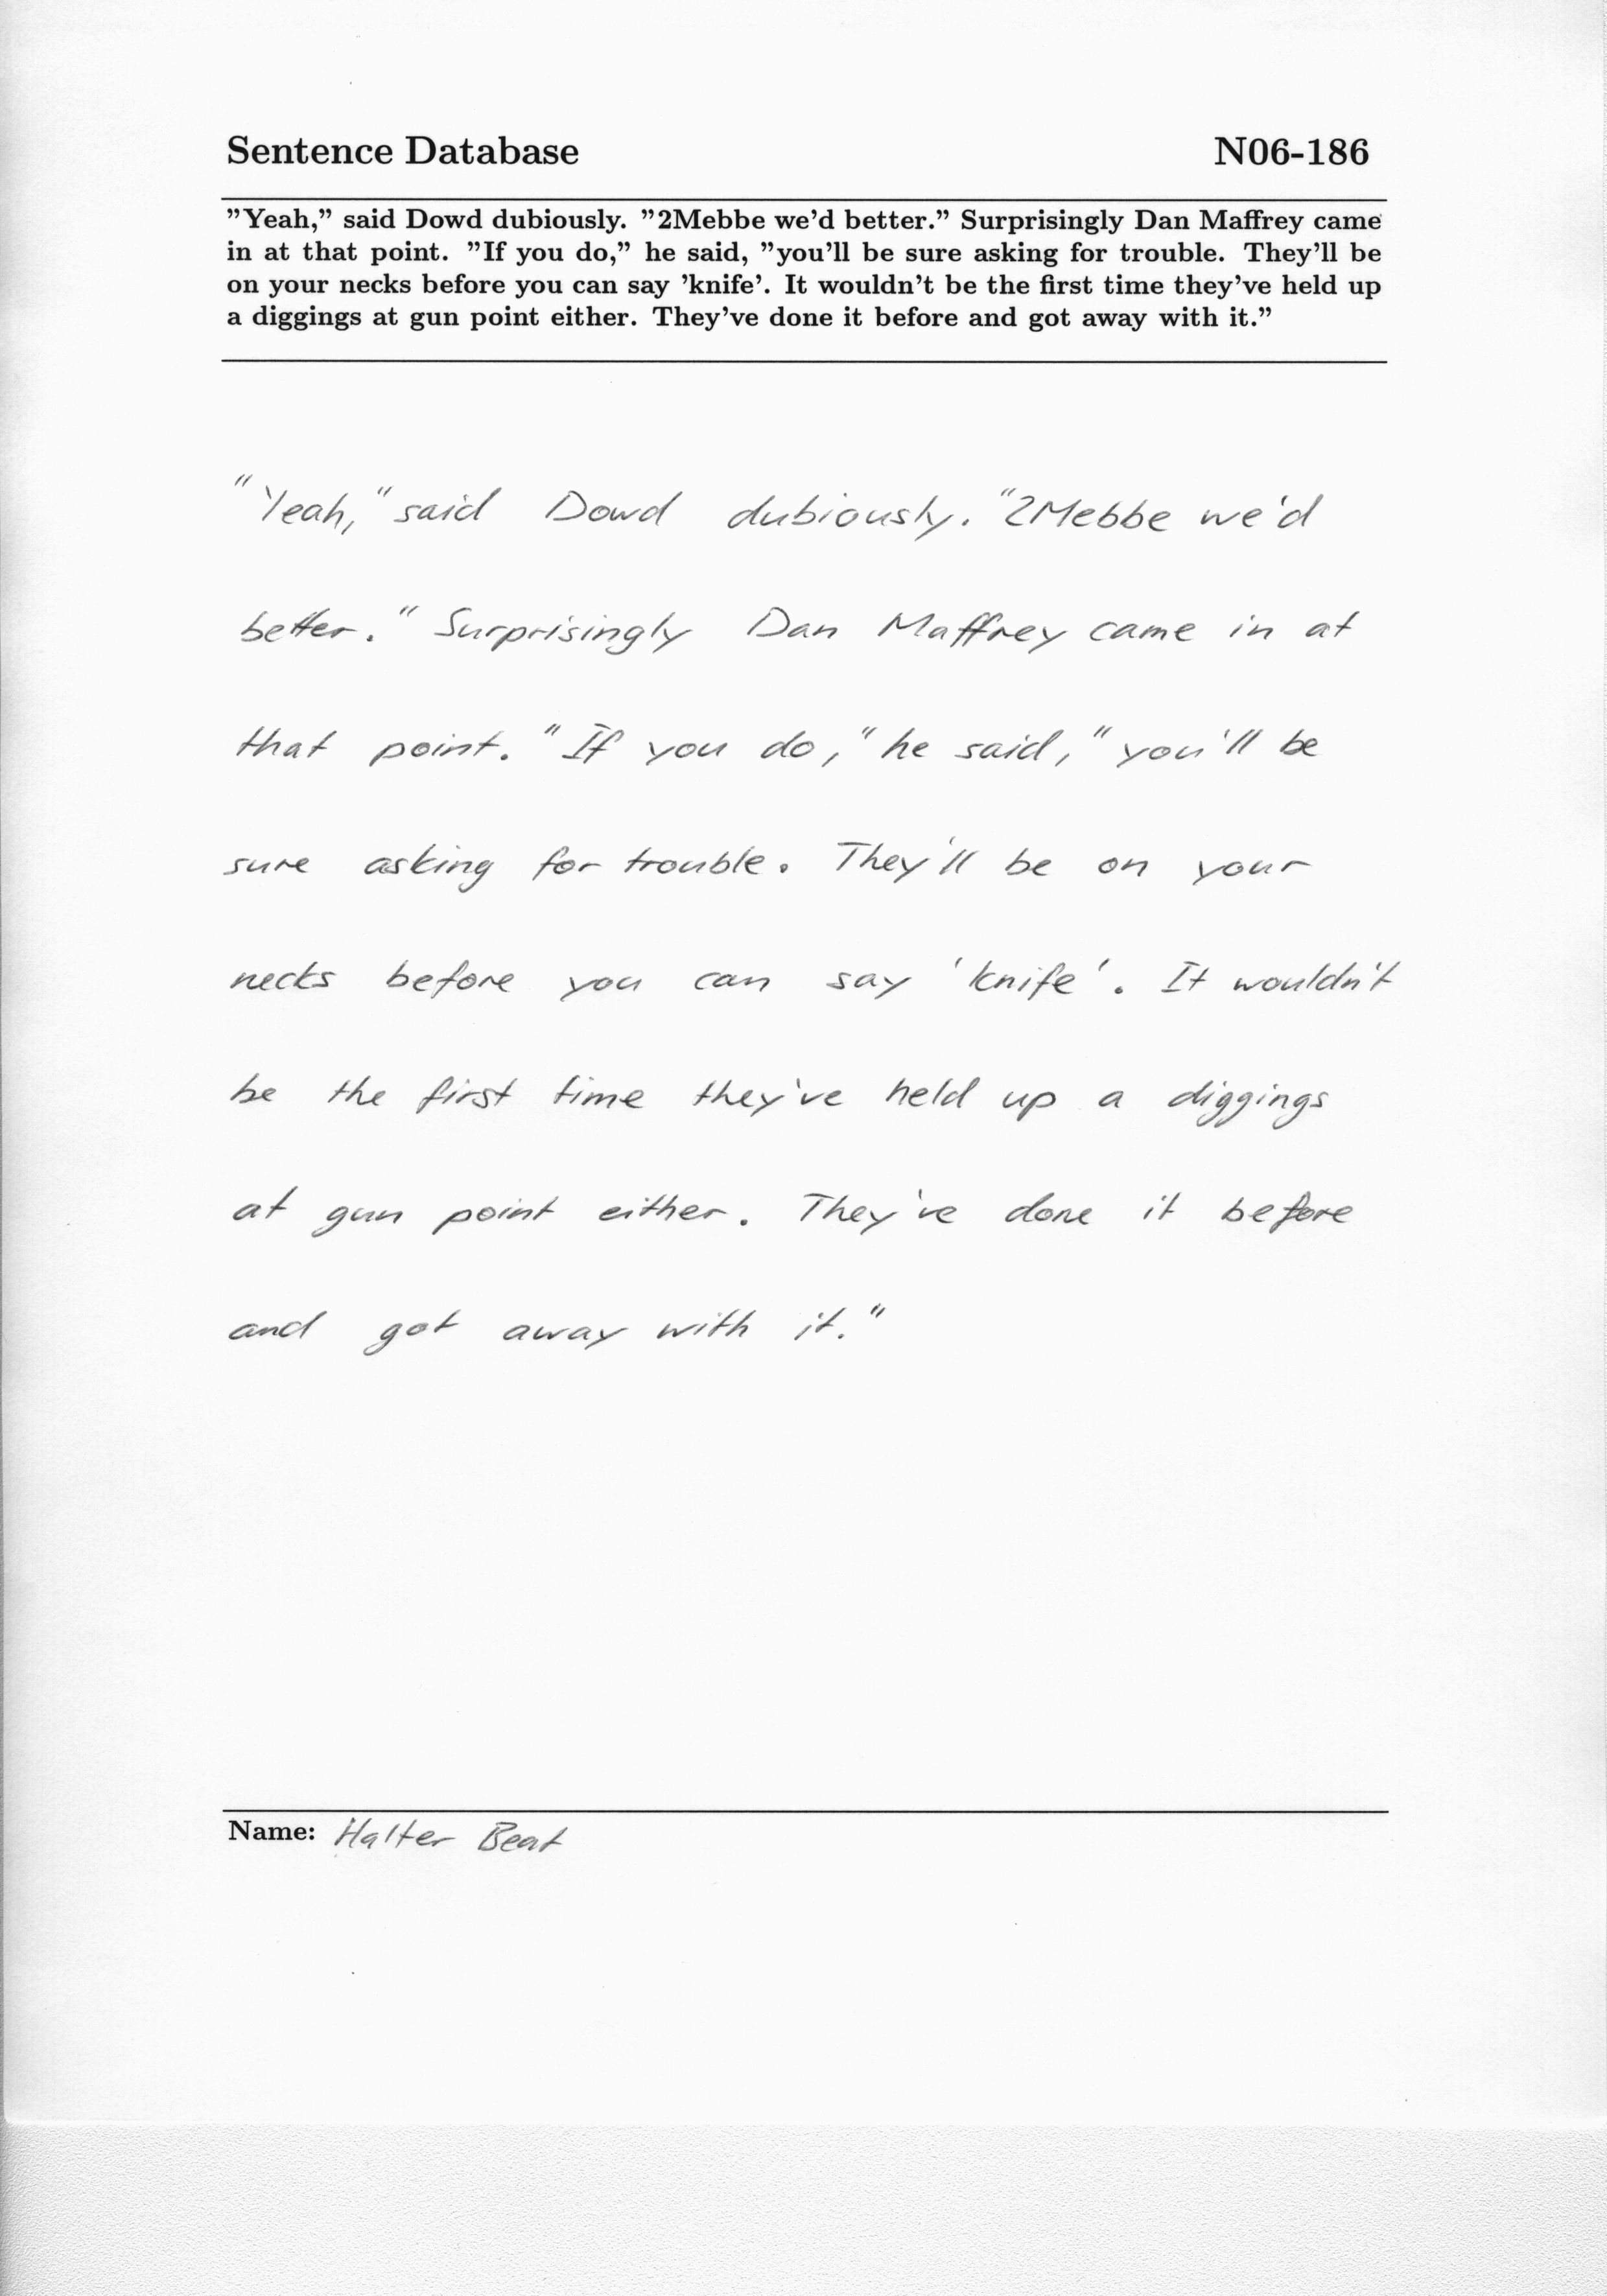 Sentence Database N06-186
”Yeah,” said Dowd dubiously. ”2Mebbe we’d better.” Surprisingly Dan Maffrey came
in at that point. ”If you do,” he said, ”you’ll be sure asking for trouble. They’ll be
on your necks before you can say ’knife’. It wouldn’t be the first time they’ve held up
a diggings at gun point either. They’ve done it before and got away with it.”
"Yeah," said Dowd dubiously. "2Mebbe we'd
better." Surprisingly Dan Maffrey came in at
that point. "If you do," he said, "you'll be
sure asking for trouble. They'll be on your
necks before you can say 'knife'. It wouldn't
be the first time they've held up a diggings
at gun point either. They've done it before
and got away with it."
Name: Halter Beat